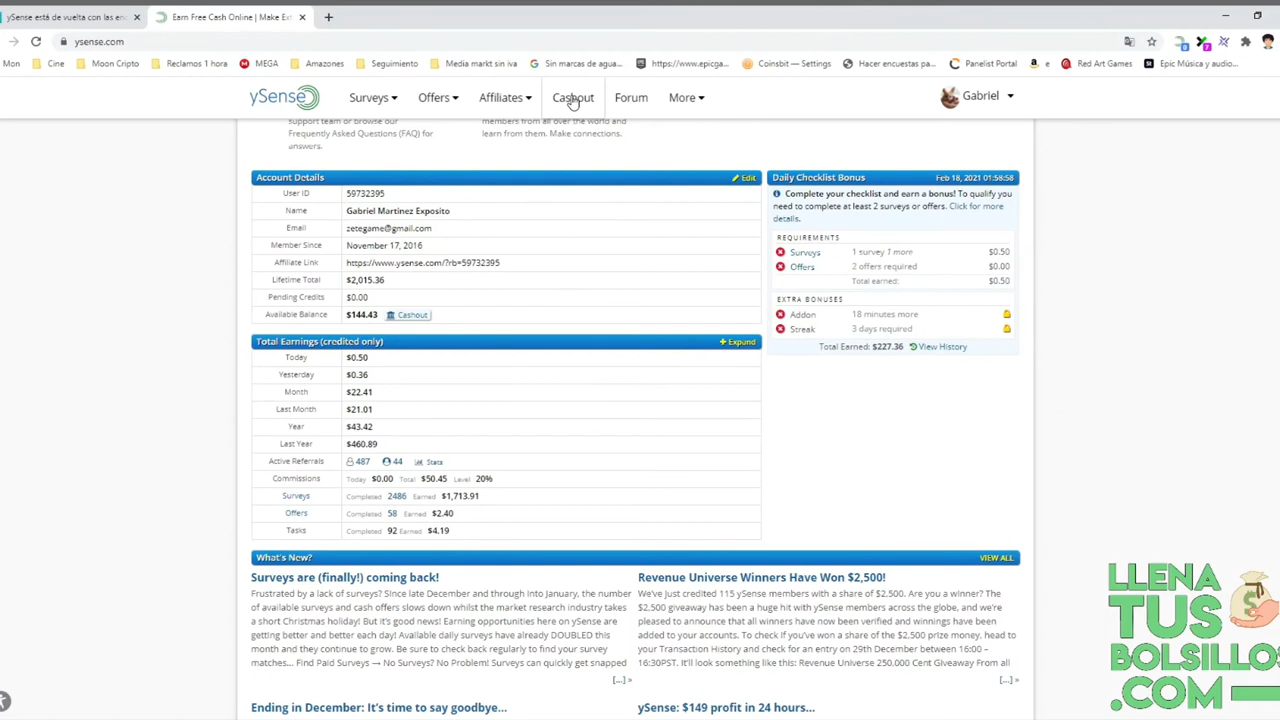 ySense está de vuelta con las en
Earn Free Cash Online | Make Ex
ysense.com
Mon
Cine
Moon Cripto
Reclamos 1 hora
MEGA
Amazones
Seguimiento
Media markt sin iva
Sin marcas de agua...
https://www.epicga...
Coinsbit — Settings
Hacer encuestas pa...
Panelist Portal
e
Red Art Games
Epic Música y audio...
ySense
Surveys
Offers
Affiliates
Cashout
Forum
More
Gabriel
support team or browse our
Frequently Asked Questions (FAQ) for
answers.
members from all over the world and
learn from them. Make connections.
Account Details
Edit
User ID 59732395
Name Gabriel Martinez Exposito
Email zetegame@gmail.com
Member Since November 17, 2016
Affiliate Link https://www.ysense.com/?rb=59732395
Lifetime Total $2,015.36
Pending Credits $0.00
Available Balance $144.43 Cashout
Daily Checklist Bonus Feb 18, 2021 01:58:58
Complete your checklist and earn a bonus! To qualify you
need to complete at least 2 surveys or offers. Click for more
details.
REQUIREMENTS
Surveys 1 survey 1 more $0.50
Offers 2 offers required $0.00
Total earned: $0.50
EXTRA BONUSES
Addon 18 minutes more
Streak 3 days required
Total Earned: $227.36 View History
Total Earnings (credited only)
Expand
Today $0.50
Yesterday $0.36
Month $22.41
Last Month $21.01
Year $43.42
Last Year $460.89
Active Referrals 487 44 Stats
Commissions Today $0.00 Total $50.45 Level 20%
Surveys Completed 2486 Earned $1,713.91
Offers Completed 58 Earned $2.40
Tasks Completed 92 Earned $4.19
What's New?
VIEW ALL
Surveys are (finally!) coming back!
Frustrated by a lack of surveys? Since late December and through into January, the number
of available surveys and cash offers slows down whilst the market research industry takes
a short Christmas holiday! But it's good news! Earning opportunities here on ySense are
getting better and better each day! Available daily surveys have already DOUBLED this
month and they continue to grow. Be sure to check back regularly to find your survey
matches... Find Paid Surveys → No Surveys? No Problem! Surveys can quickly get snapped
[...] »
Revenue Universe Winners Have Won $2,500!
We've just credited 115 ySense members with a share of $2,500. Are you a winner? The
$2,500 giveaway has been a huge hit with ySense members across the globe, and we're
pleased to announce that all winners have now been verified and winnings have been
added to your accounts. To check if you've won a share of the $2,500 prize money, head to
your Transaction History and check for an entry on 29th December between 16:00 –
16:30PST. It'll look something like this: Revenue Universe 250,000 Cent Giveaway From all
[...] »
Ending in December: It's time to say goodbye...
ySense: $149 profit in 24 hours...
LLENA
TUS
BOLSILLOS
.COM